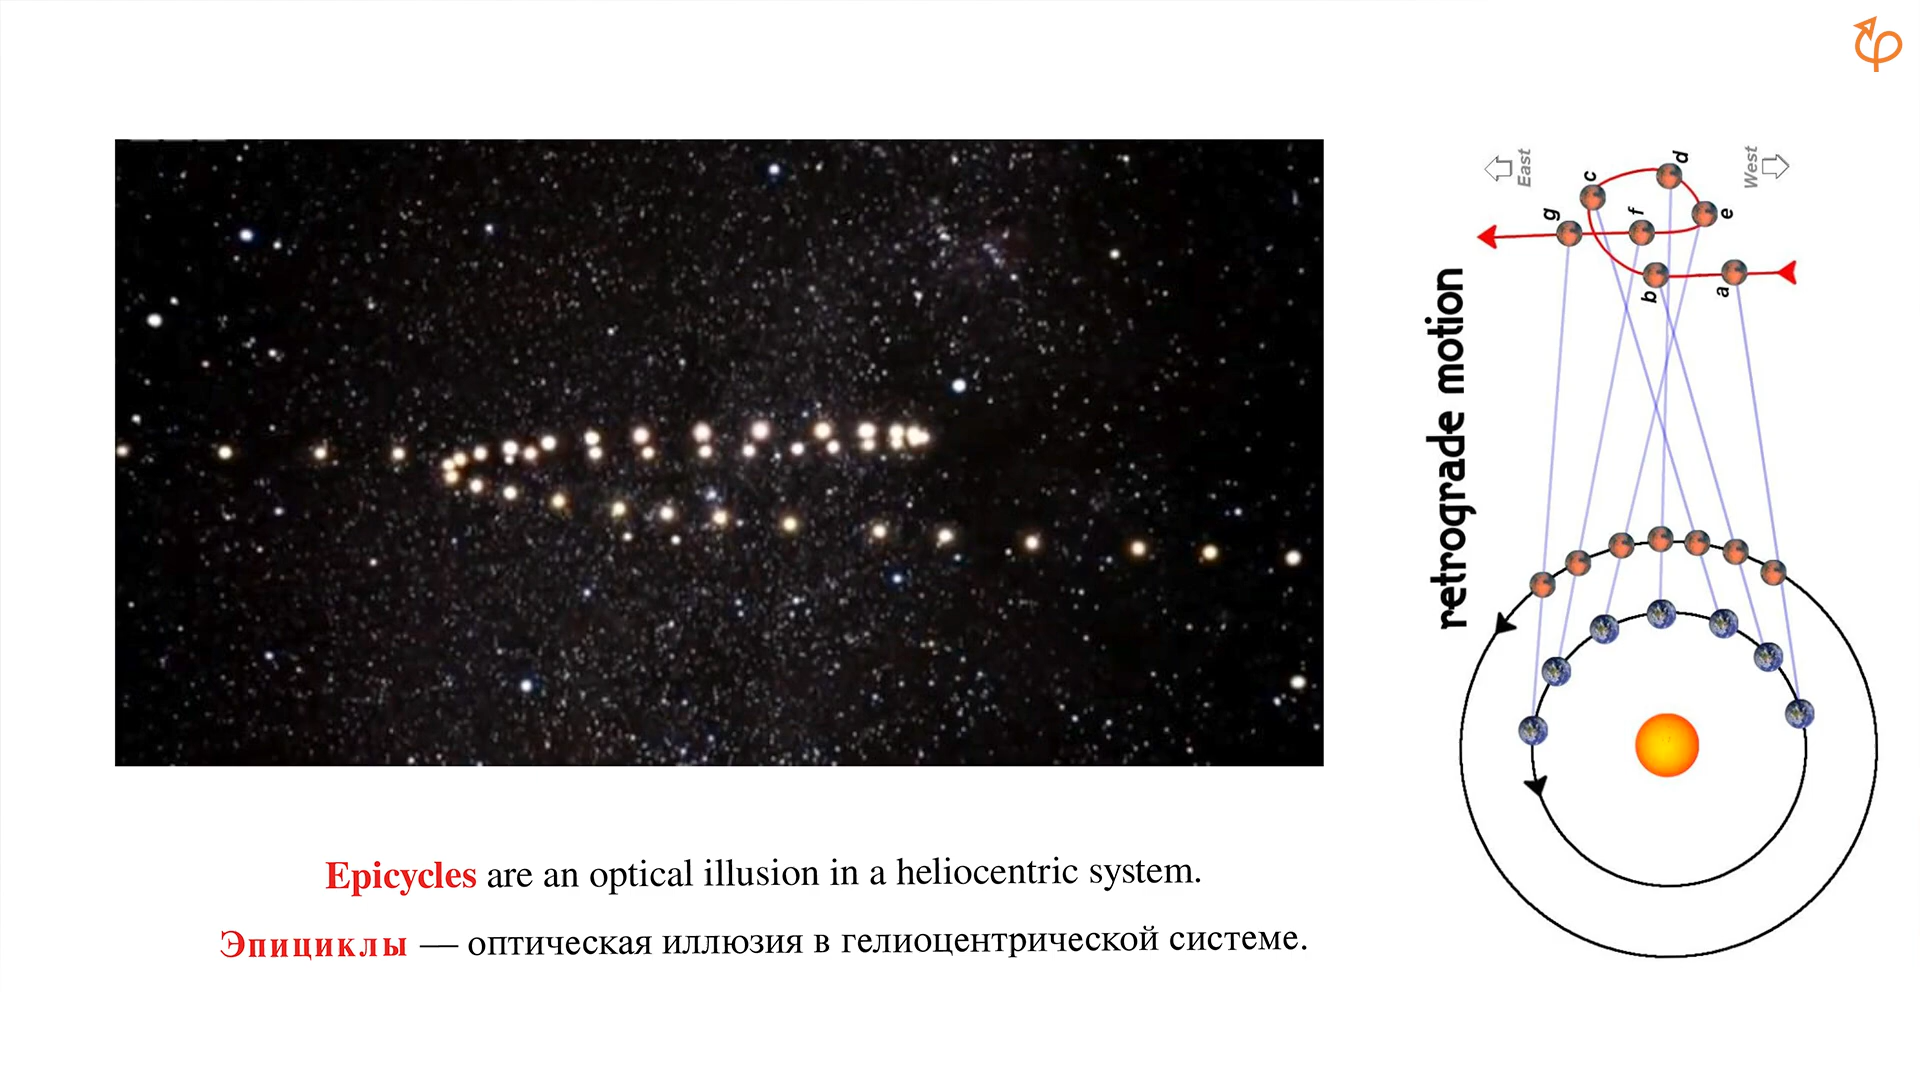 Epicycles are an optical illusion in a heliocentric system.
Эпициклы — оптическая иллюзия в гелиоцентрической системе.
retrograde motion
East
West
a
b
c
d
e
f
g